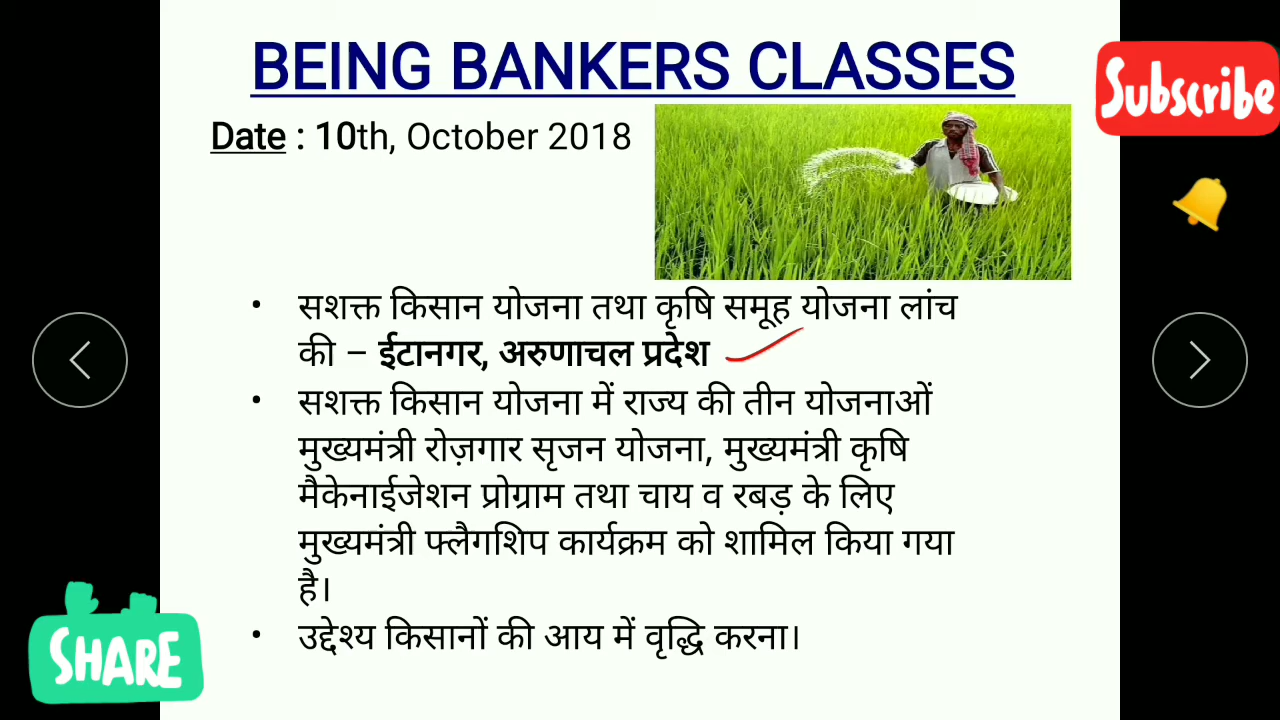 BEING BANKERS CLASSES
Subscribe
Date : 10th, October 2018
• सशक्त किसान योजना तथा कृषि समूह योजना लांच
की – ईटानगर, अरुणाचल प्रदेश
• सशक्त किसान योजना में राज्य की तीन योजनाओं
मुख्यमंत्री रोज़गार सृजन योजना, मुख्यमंत्री कृषि
मैकेनाईजेशन प्रोग्राम तथा चाय व रबड़ के लिए
मुख्यमंत्री फ्लैगशिप कार्यक्रम को शामिल किया गया
है।
• उद्देश्य किसानों की आय में वृद्धि करना।
SHARE